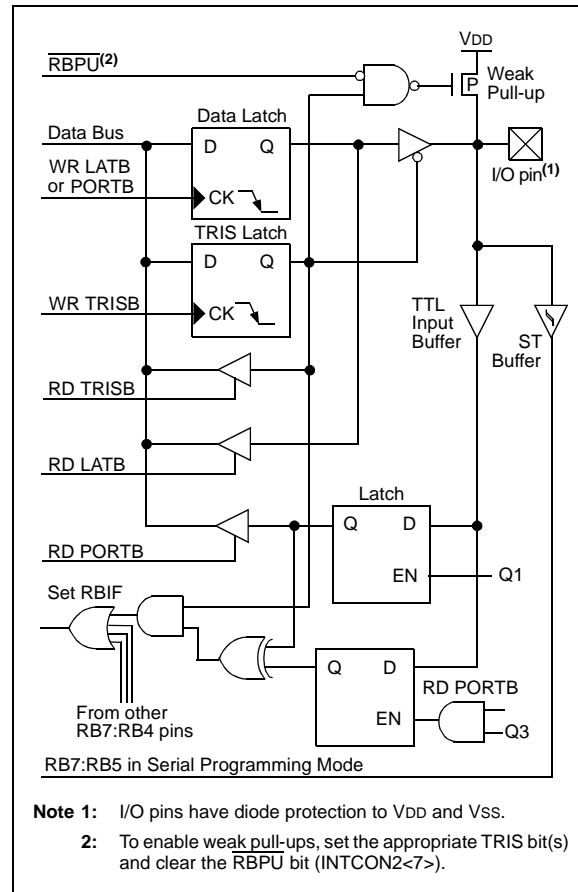 VDD
RBPU(2)
Weak
Pull-up
P
Data Latch
Data Bus
D Q
I/O pin(1)
WR LATB
or PORTB
CK
TRIS Latch
D Q
TTL
Input
Buffer
WR TRISB
CK
ST
Buffer
RD TRISB
RD LATB
Latch
Q D
RD PORTB
EN
Q1
Set RBIF
Q D
RD PORTB
EN
Q3
From other
RB7:RB4 pins
RB7:RB5 in Serial Programming Mode
Note 1: I/O pins have diode protection to VDD and VSS.
2: To enable weak pull-ups, set the appropriate TRIS bit(s)
and clear the RBPU bit (INTCON2<7>).